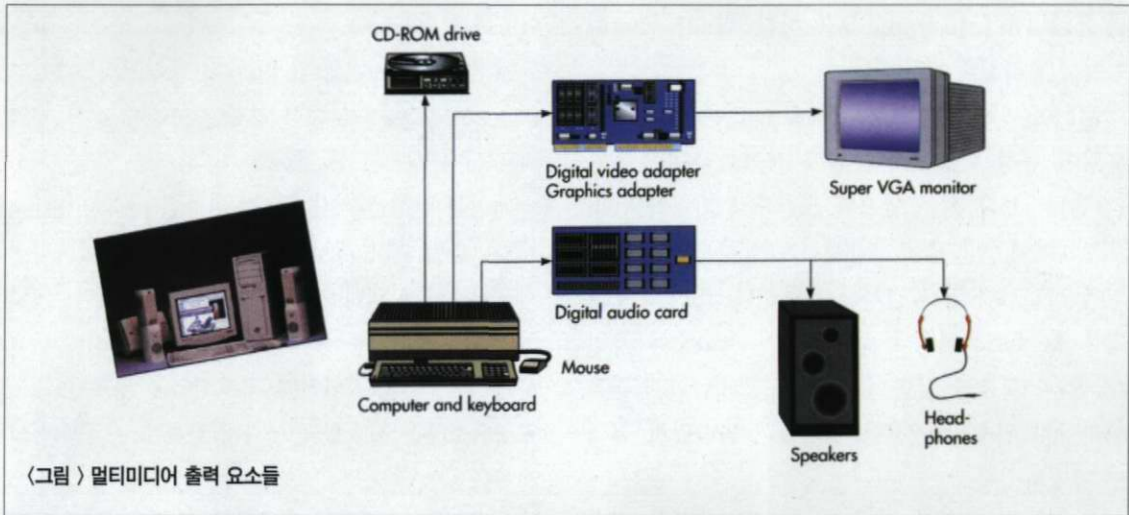 CD-ROM drive
Digital video adapter
Graphics adapter
Super VGA monitor
Digital audio card
Mouse
Computer and keyboard
Speakers
Head-
phones
〈그림 〉 멀티미디어 출력 요소들